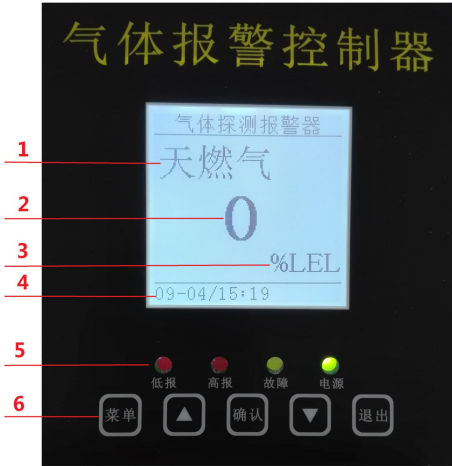 气体报警控制器
气体探测报警器
1
天燃气
2
0
3
%LEL
4
09-04/15:19
5
低报 高报 故障 电源
6
菜单 ▲ 确认 ▼ 退出